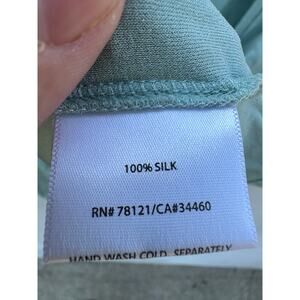 100% SILK
RN# 78121/CA#34460
HAND WASH COLD, SEPARATELY